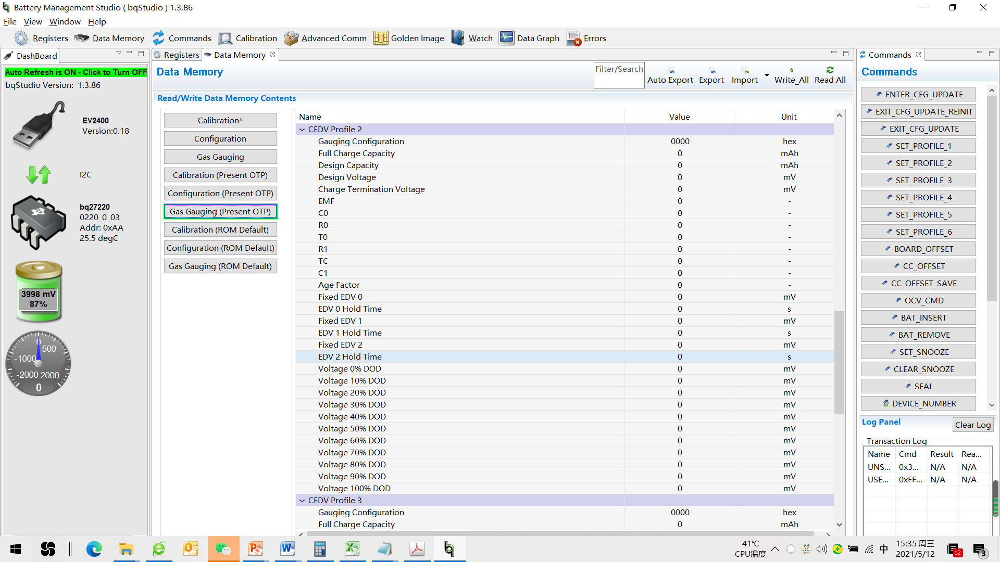 Battery Management Studio ( bqStudio ) 1.3.86
File View Window Help
Registers Data Memory Commands Calibration Advanced Comm Golden Image Watch Data Graph Errors
DashBoard
Auto Refresh is ON - Click to Turn OFF
bqStudio Version: 1.3.86
EV2400
Version:0.18
I2C
bq27220
0220_0_03
Addr: 0xAA
25.5 degC
3998 mV
87%
0
500
-1000
-2000 2000
0
Registers Data Memory
Data Memory
Filter/Search
Auto Export Export Import Write_All Read All
Read/Write Data Memory Contents
Calibration*
Configuration
Gas Gauging
Calibration (Present OTP)
Configuration (Present OTP)
Gas Gauging (Present OTP)
Calibration (ROM Default)
Configuration (ROM Default)
Gas Gauging (ROM Default)
Name Value Unit
CEDV Profile 2
Gauging Configuration 0000 hex
Full Charge Capacity 0 mAh
Design Capacity 0 mAh
Design Voltage 0 mV
Charge Termination Voltage 0 mV
EMF 0 -
C0 0 -
R0 0 -
T0 0 -
R1 0 -
TC 0 -
C1 0 -
Age Factor 0 -
Fixed EDV 0 0 mV
EDV 0 Hold Time 0 s
Fixed EDV 1 0 mV
EDV 1 Hold Time 0 s
Fixed EDV 2 0 mV
EDV 2 Hold Time 0 s
Voltage 0% DOD 0 mV
Voltage 10% DOD 0 mV
Voltage 20% DOD 0 mV
Voltage 30% DOD 0 mV
Voltage 40% DOD 0 mV
Voltage 50% DOD 0 mV
Voltage 60% DOD 0 mV
Voltage 70% DOD 0 mV
Voltage 80% DOD 0 mV
Voltage 90% DOD 0 mV
Voltage 100% DOD 0 mV
CEDV Profile 3
Gauging Configuration 0000 hex
Full Charge Capacity 0 mAh
Commands
Commands
ENTER_CFG_UPDATE
EXIT_CFG_UPDATE_REINIT
EXIT_CFG_UPDATE
SET_PROFILE_1
SET_PROFILE_2
SET_PROFILE_3
SET_PROFILE_4
SET_PROFILE_5
SET_PROFILE_6
BOARD_OFFSET
CC_OFFSET
CC_OFFSET_SAVE
OCV_CMD
BAT_INSERT
BAT_REMOVE
SET_SNOOZE
CLEAR_SNOOZE
SEAL
DEVICE_NUMBER
Log Panel
Clear Log
Transaction Log
Name Cmd Result Rea...
UNS... 0x3... N/A N/A
USE... 0xFF... N/A N/A
41℃
CPU温度
中
15:35 周三
2021/5/12
12
3